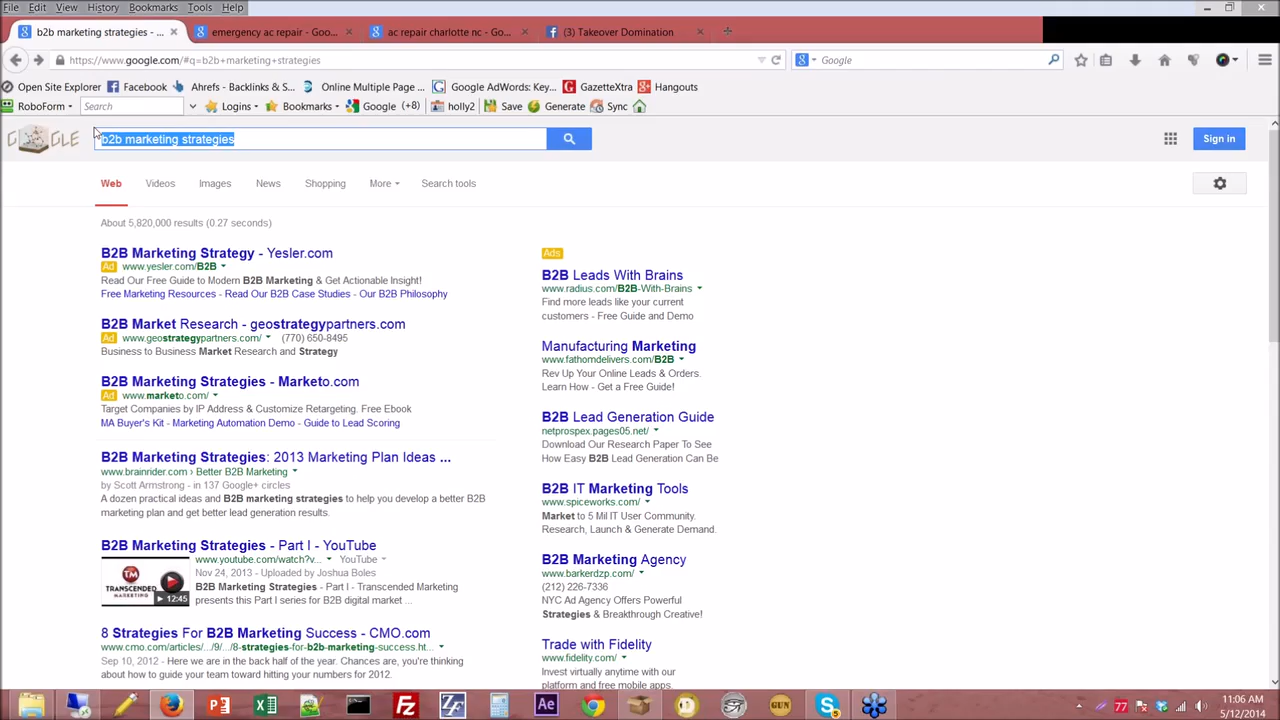 File Edit View History Bookmarks Tools Help
b2b marketing strategies - ... × emergency ac repair - Goo... × ac repair charlotte nc - Goo... × (3) Takeover Domination ×
https://www.google.com/#q=b2b+marketing+strategies Google
Open Site Explorer Facebook Ahrefs - Backlinks & S... Online Multiple Page ... Google AdWords: Key... GazetteXtra Hangouts
RoboForm Search Logins Bookmarks Google (+8) holly2 Save Generate Sync
b2b marketing strategies Sign in
Web Videos Images News Shopping More Search tools
About 5,820,000 results (0.27 seconds)
B2B Marketing Strategy - Yesler.com
Ad www.yesler.com/B2B
Read Our Free Guide to Modern B2B Marketing & Get Actionable Insight!
Free Marketing Resources - Read Our B2B Case Studies - Our B2B Philosophy
B2B Market Research - geostrategypartners.com
Ad www.geostrategypartners.com/ (770) 650-8495
Business to Business Market Research and Strategy
B2B Marketing Strategies - Marketo.com
Ad www.marketo.com/
Target Companies by IP Address & Customize Retargeting. Free Ebook
MA Buyer's Kit - Marketing Automation Demo - Guide to Lead Scoring
B2B Marketing Strategies: 2013 Marketing Plan Ideas ...
www.brainrider.com › Better B2B Marketing
by Scott Armstrong - in 137 Google+ circles
A dozen practical ideas and B2B marketing strategies to help you develop a better B2B
marketing plan and get better lead generation results.
B2B Marketing Strategies - Part I - YouTube
www.youtube.com/watch?v... YouTube
Nov 24, 2013 - Uploaded by Joshua Boles
B2B Marketing Strategies - Part I - Transcended Marketing
presents this Part I series for B2B digital market ...
TM
TRANSCENDED
MARKETING
12:45
8 Strategies For B2B Marketing Success - CMO.com
www.cmo.com/articles/.../9/.../8-strategies-for-b2b-marketing-success.ht...
Sep 10, 2012 - Here we are in the back half of the year. Chances are, you're thinking
about how to guide your team toward hitting your numbers for 2012.
Ads
B2B Leads With Brains
www.radius.com/B2B-With-Brains
Find more leads like your current
customers - Free Guide and Demo
Manufacturing Marketing
www.fathomdelivers.com/B2B
Rev Up Your Online Leads & Orders.
Learn How - Get a Free Guide!
B2B Lead Generation Guide
netprospex.pages05.net/
Download Our Research Paper To See
How Easy B2B Lead Generation Can Be
B2B IT Marketing Tools
www.spiceworks.com/
Market to 5 Mil IT User Community.
Research, Launch & Generate Demand.
B2B Marketing Agency
www.barkerdzp.com/
(212) 226-7336
NYC Ad Agency Offers Powerful
Strategies & Breakthrough Creative!
Trade with Fidelity
www.fidelity.com/
Invest virtually anytime with our
platform and free mobile apps.
77 11:06 AM
5/12/2014